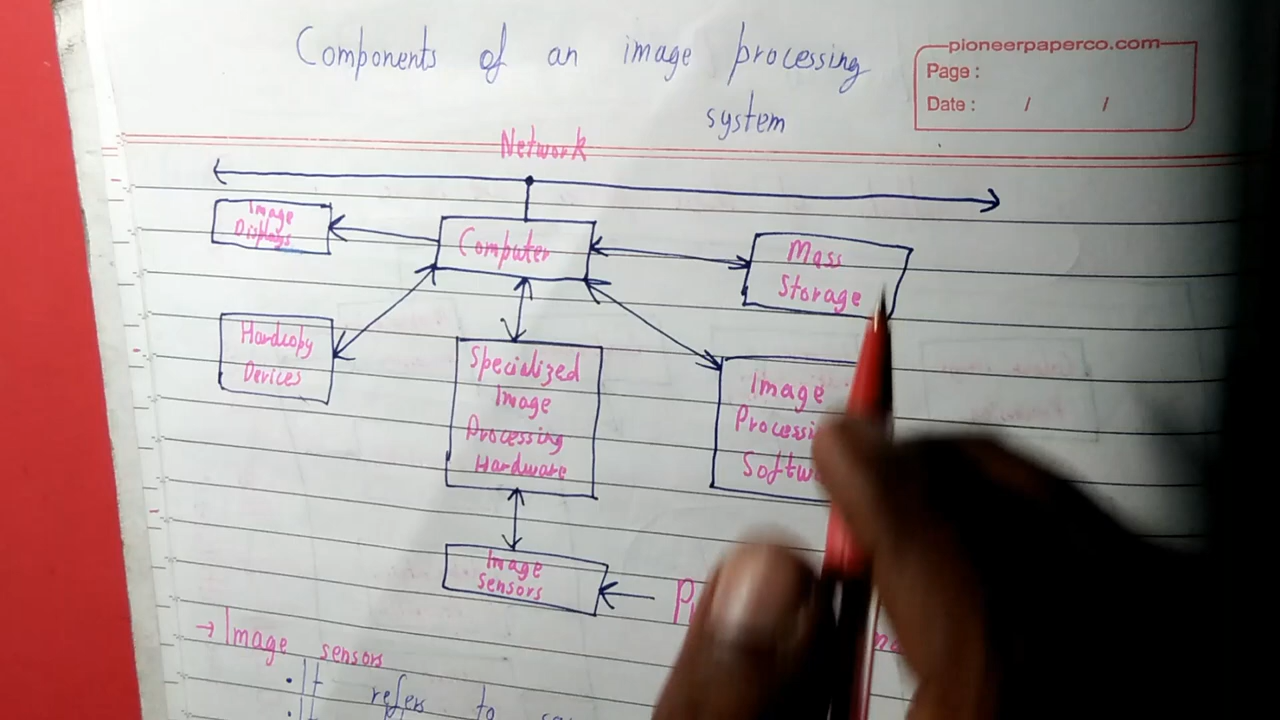 Components of an image processing
system
pioneerpaperco.com
Page :
Date : / /
Network
Image
Displays
Computer
Mass
Storage
Hardcopy
Devices
Specialized
Image
Processing
Hardware
Image
Image
Sensors
→ Image sensors
• It refers to